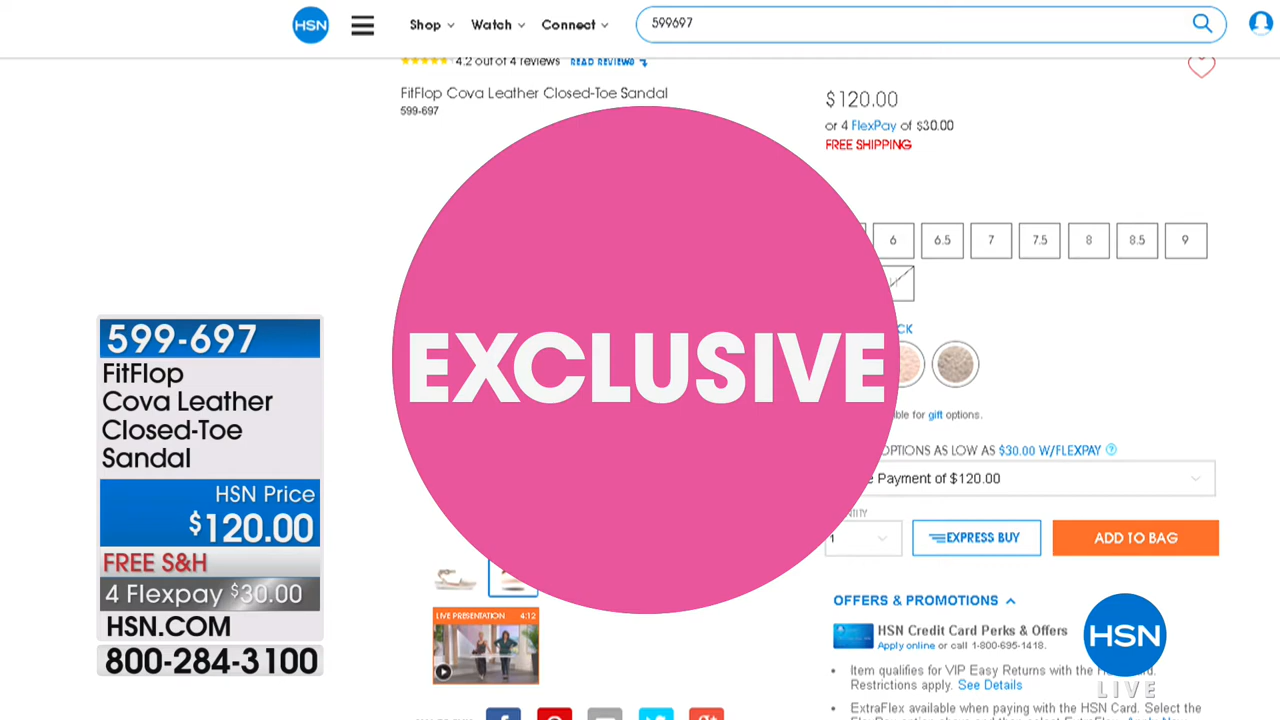 HSN
Shop
Watch
Connect
599697
4.2 out of 4 reviews READ REVIEWS
FitFlop Cova Leather Closed-Toe Sandal
599-697
$120.00
or 4 FlexPay of $30.00
FREE SHIPPING
6 6.5 7 7.5 8 8.5 9
EXCLUSIVE
gift options.
OPTIONS AS LOW AS $30.00 W/FLEXPAY
Payment of $120.00
1
EXPRESS BUY
ADD TO BAG
599-697
FitFlop
Cova Leather
Closed-Toe
Sandal
HSN Price
$120.00
FREE S&H
4 Flexpay $30.00
HSN.COM
800-284-3100
LIVE PRESENTATION 4:12
OFFERS & PROMOTIONS
HSN Credit Card Perks & Offers
Apply online or call 1-800-695-1418.
Item qualifies for VIP Easy Returns with the
Restrictions apply. See Details
ExtraFlex available when paying with the HSN Card. Select the
HSN
LIVE